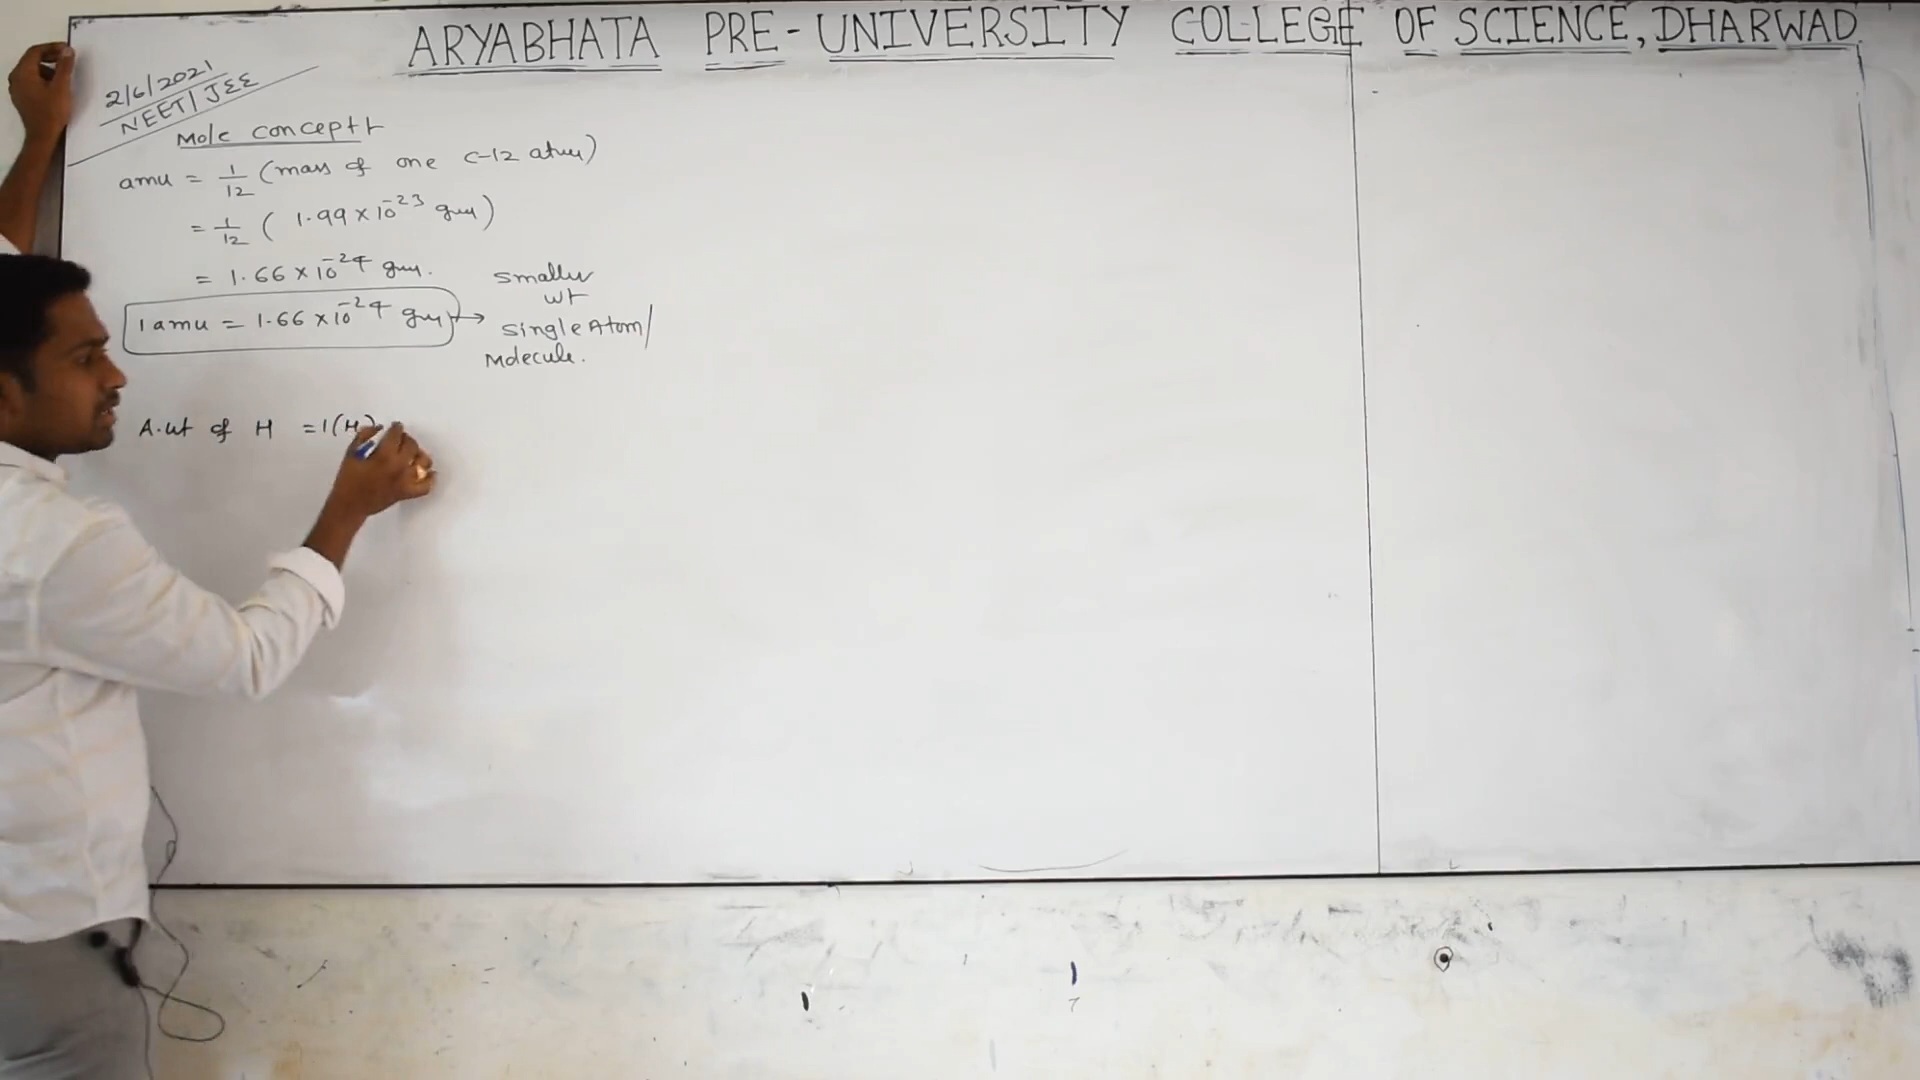 ARYABHATA PRE-UNIVERSITY COLLEGE OF SCIENCE, DHARWAD
2/6/2021
NEET/JEE
Mole concept
amu = 1/12 (mass of one C-12 atom)
= 1/12 ( 1.99 × 10^-23 gm)
= 1.66 × 10^-24 gm.
1 amu = 1.66 × 10^-24 gm →
smaller
wt
single Atom/
Molecule.
A.wt of H = 1(H)